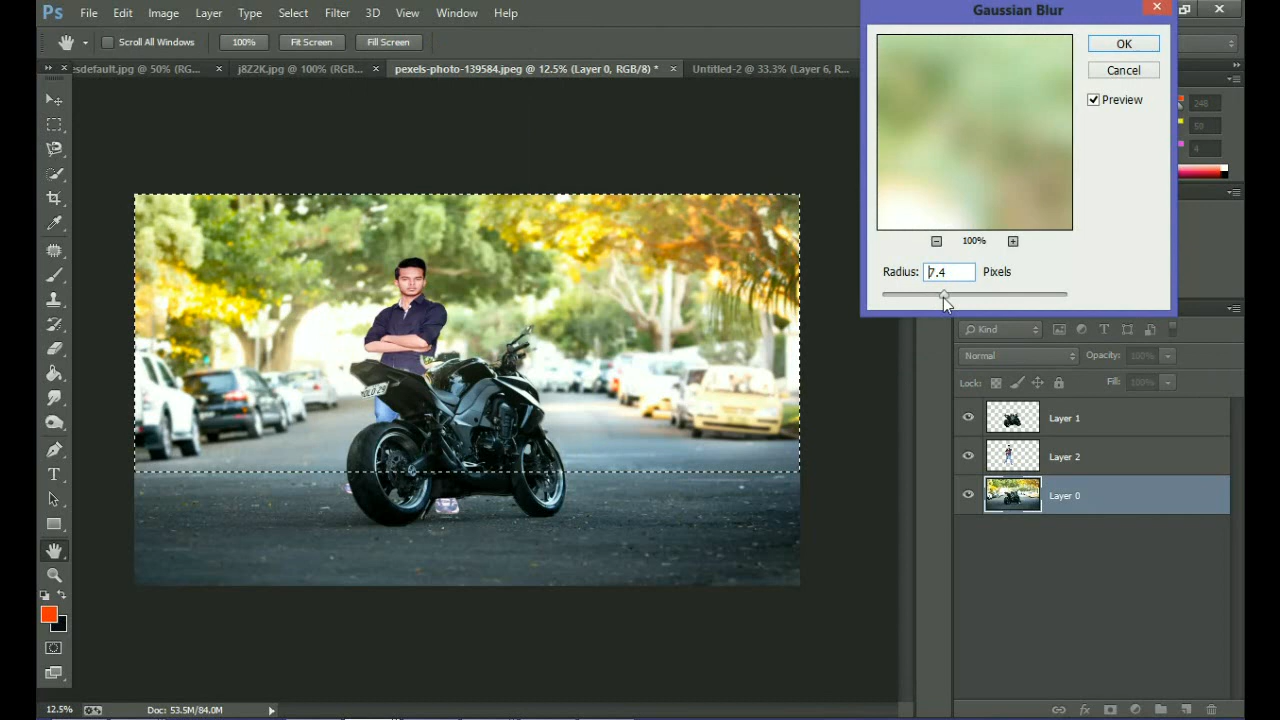 Ps File Edit Image Layer Type Select Filter 3D View Window Help
Gaussian Blur
Scroll All Windows 100% Fit Screen Fill Screen
OK
Cancel
Preview
esdefault.jpg @ 50% (RG... × j8Z2K.jpg @ 100% (RGB... × pexels-photo-139584.jpeg @ 12.5% (Layer 0, RGB/8) * × Untitled-2 @ 33.3% (Layer 6, R...
248
59
4
100%
Radius: 7.4 Pixels
Kind
Normal Opacity: 100%
Lock: Fill: 100%
Layer 1
Layer 2
Layer 0
12.5% Doc: 53.5M/84.0M